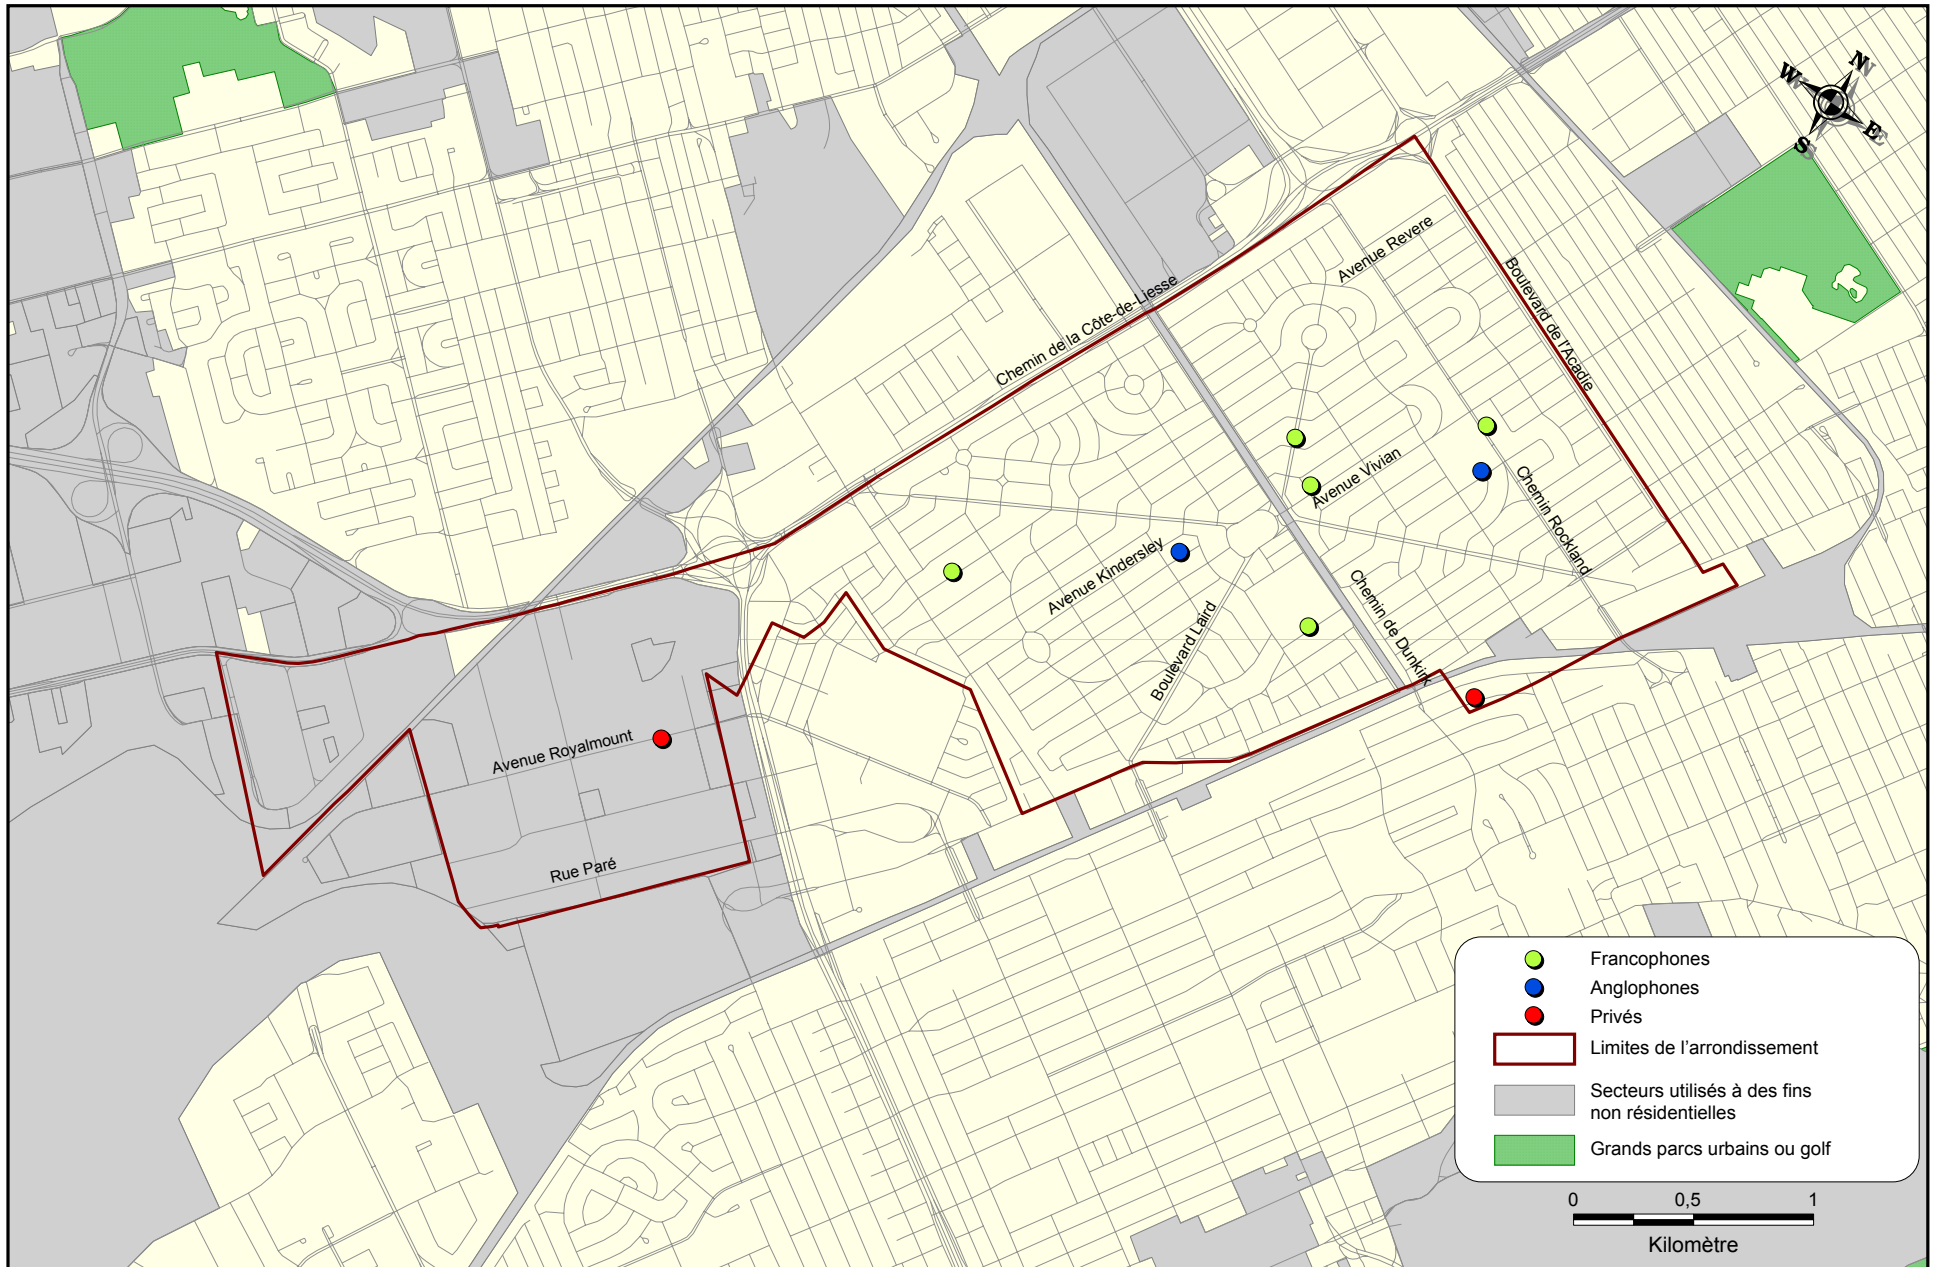 N
W
E
S
Avenue Revere
Boulevard de l'Acadie
Chemin de la Côte-de-Liesse
Avenue Vivian
Chemin Rockland
Avenue Kindersley
Chemin de Dunkirk
Boulevard Laird
Avenue Royalmount
Rue Paré
Francophones
Anglophones
Privés
Limites de l'arrondissement
Secteurs utilisés à des fins
non résidentielles
Grands parcs urbains ou golf
0 0,5 1
Kilomètre